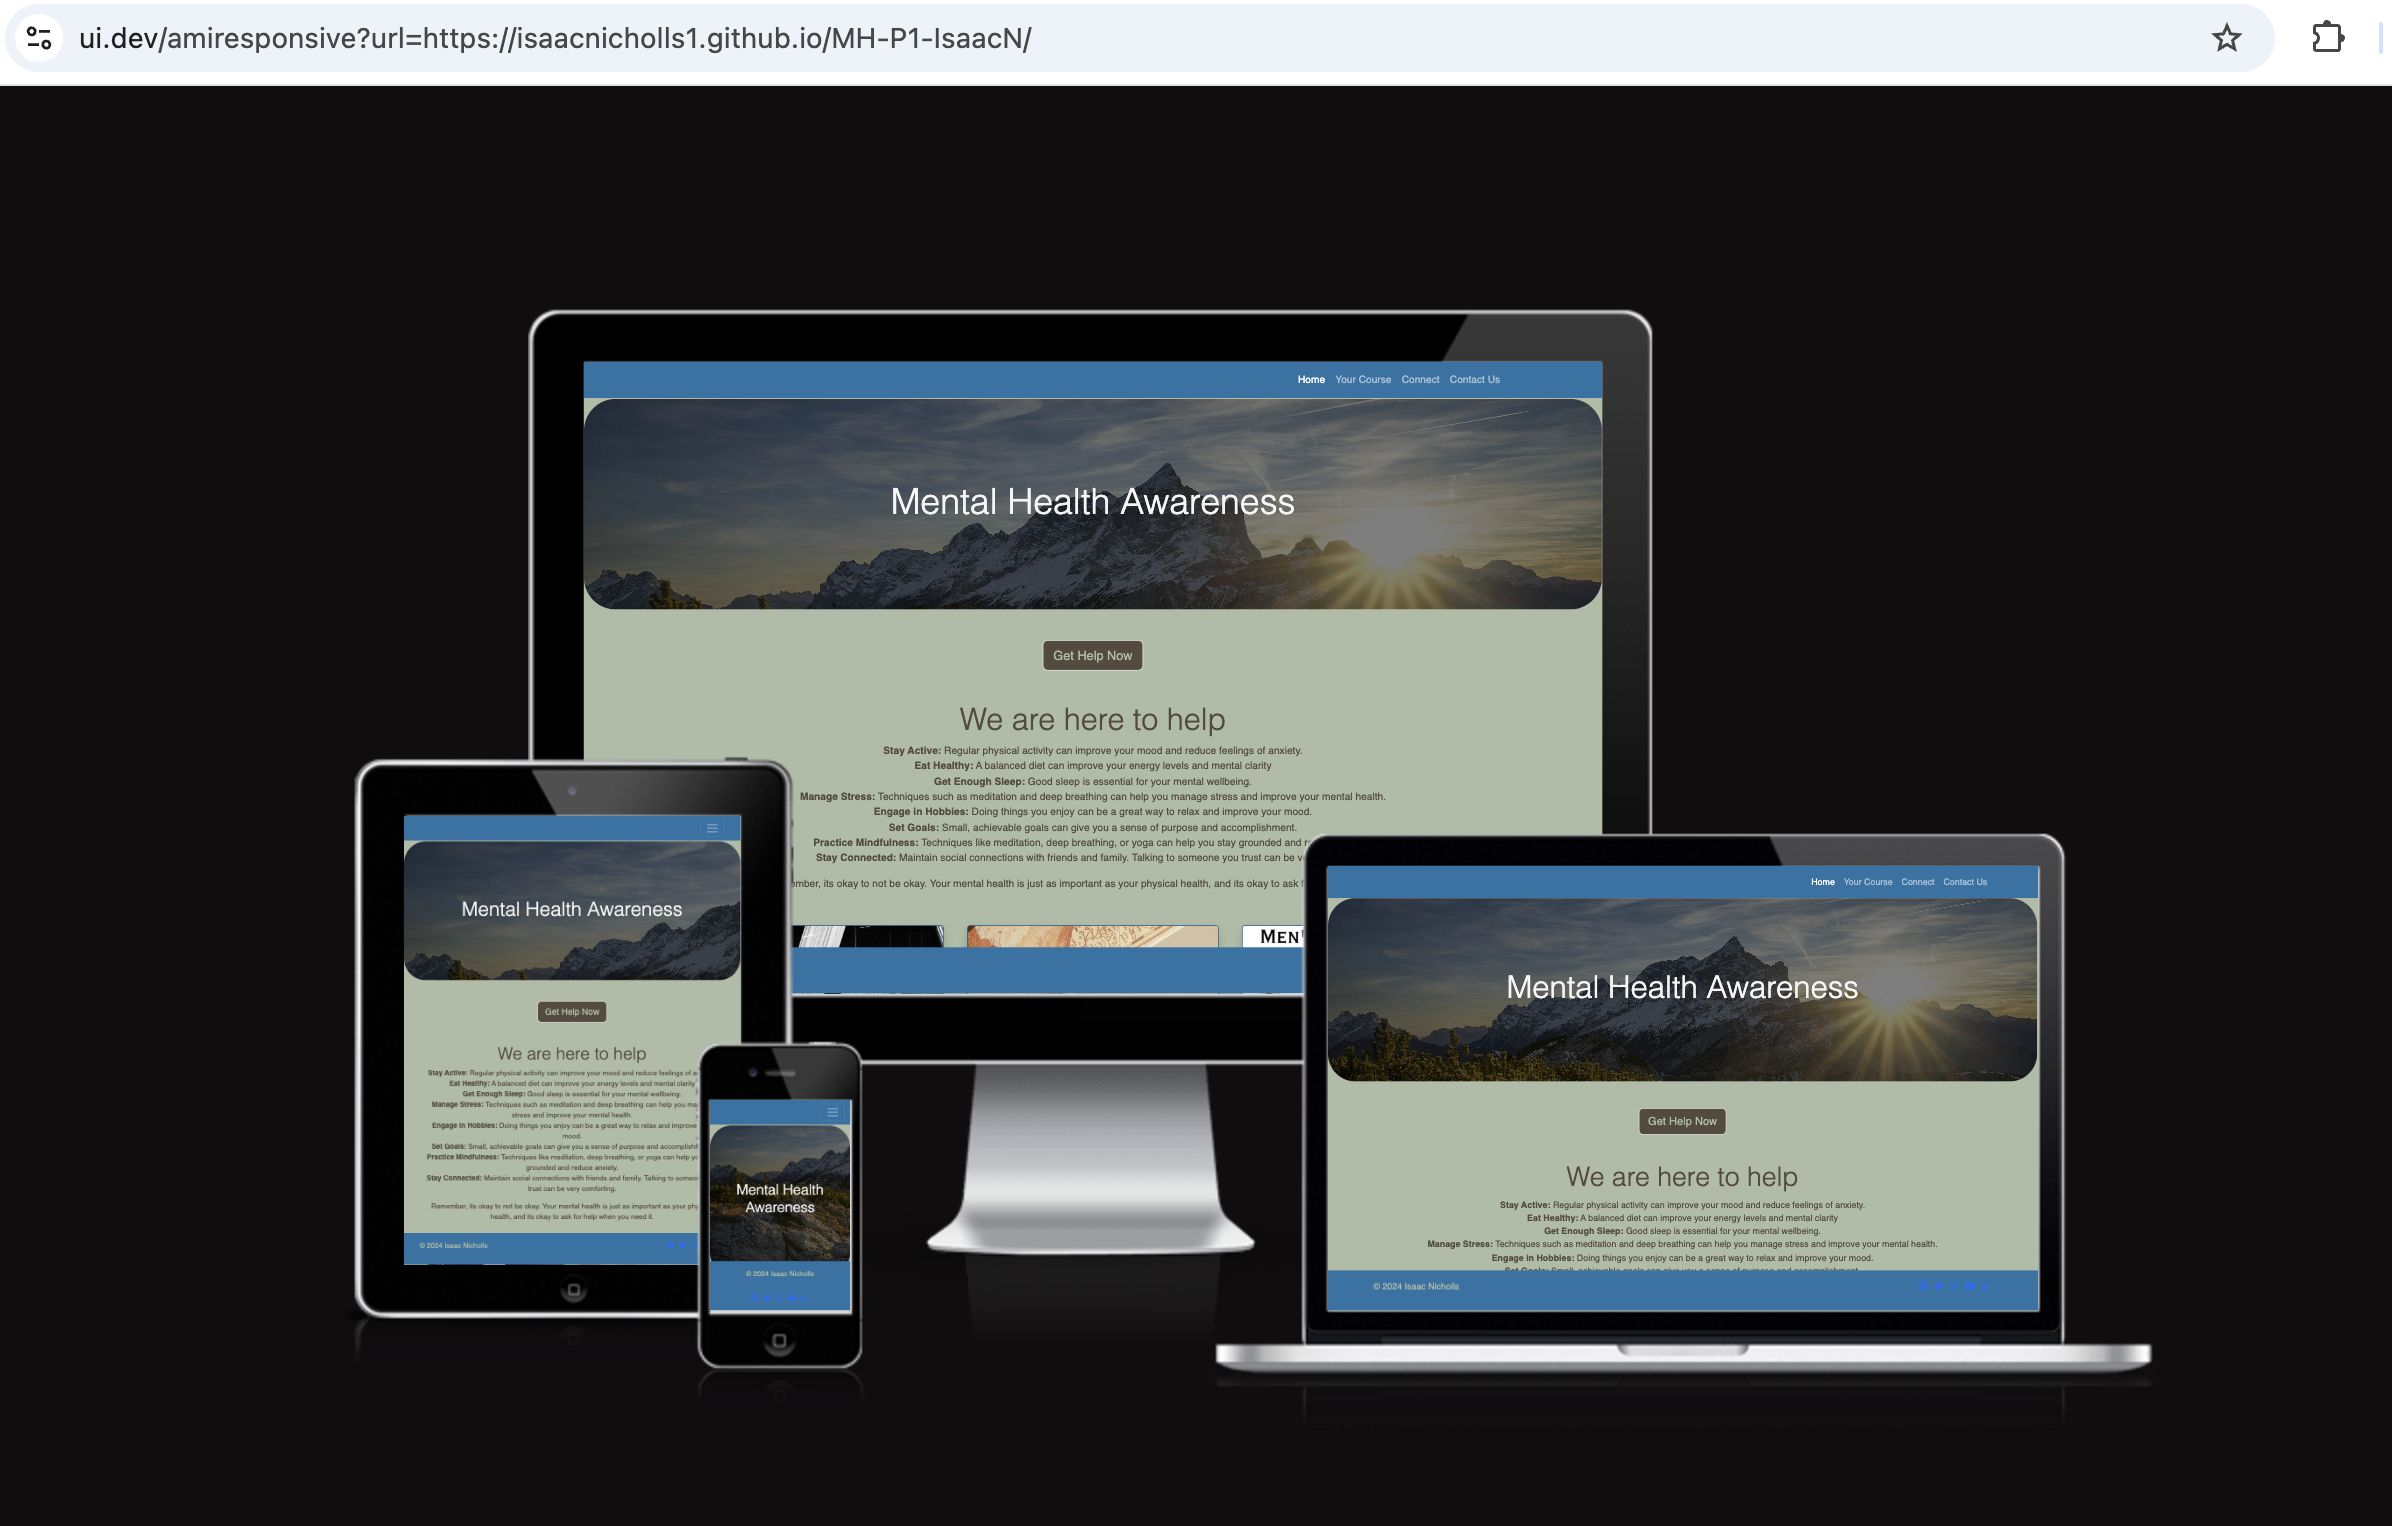 ui.dev/amiresponsive?url=https://isaacnicholls1.github.io/MH-P1-IsaacN/
Home Your Course Connect Contact Us
Mental Health Awareness
Get Help Now
We are here to help
Stay Active: Regular physical activity can improve your mood and reduce feelings of anxiety.
Eat Healthy: A balanced diet can improve your energy levels and mental clarity
Get Enough Sleep: Good sleep is essential for your mental wellbeing.
Manage Stress: Techniques such as meditation and deep breathing can help you manage stress and improve your mental health.
Engage in Hobbies: Doing things you enjoy can be a great way to relax and improve your mood.
Set Goals: Small, achievable goals can give you a sense of purpose and accomplishment.
Practice Mindfulness: Techniques like meditation, deep breathing, or yoga can help you stay grounded and
Stay Connected: Maintain social connections with friends and family. Talking to someone you trust can be
mber, its okay to not be okay. Your mental health is just as important as your physical health, and its okay to ask
MEN
Mental Health Awareness
Get Help Now
We are here to help
Stay Active: Regular physical activity can improve your mood and reduce feelings of
Eat Healthy: A balanced diet can improve your energy levels and mental clarity
Get Enough Sleep: Good sleep is essential for your mental wellbeing.
Manage Stress: Techniques such as meditation and deep breathing can help you
stress and improve your mental health.
Engage in Hobbies: Doing things you enjoy can be a great way to relax and improve
mood.
Set Goals: Small, achievable goals can give you a sense of purpose and
Practice Mindfulness: Techniques like meditation, deep breathing, or yoga can help
grounded and reduce anxiety.
Stay Connected: Maintain social connections with friends and family. Talking to
trust can be very comforting.
Remember, its okay to not be okay. Your mental health is just as important as your
health, and its okay to ask for help when you need it.
© 2024 Isaac Nicholls
Mental Health
Awareness
© 2024 Isaac Nicholls
Home Your Course Connect Contact Us
Mental Health Awareness
Get Help Now
We are here to help
Stay Active: Regular physical activity can improve your mood and reduce feelings of anxiety.
Eat Healthy: A balanced diet can improve your energy levels and mental clarity
Get Enough Sleep: Good sleep is essential for your mental wellbeing.
Manage Stress: Techniques such as meditation and deep breathing can help you manage stress and improve your mental health.
Engage in Hobbies: Doing things you enjoy can be a great way to relax and improve your mood.
Set Goals: Small, achievable goals can give you a sense of purpose and accomplishment.
© 2024 Isaac Nicholls